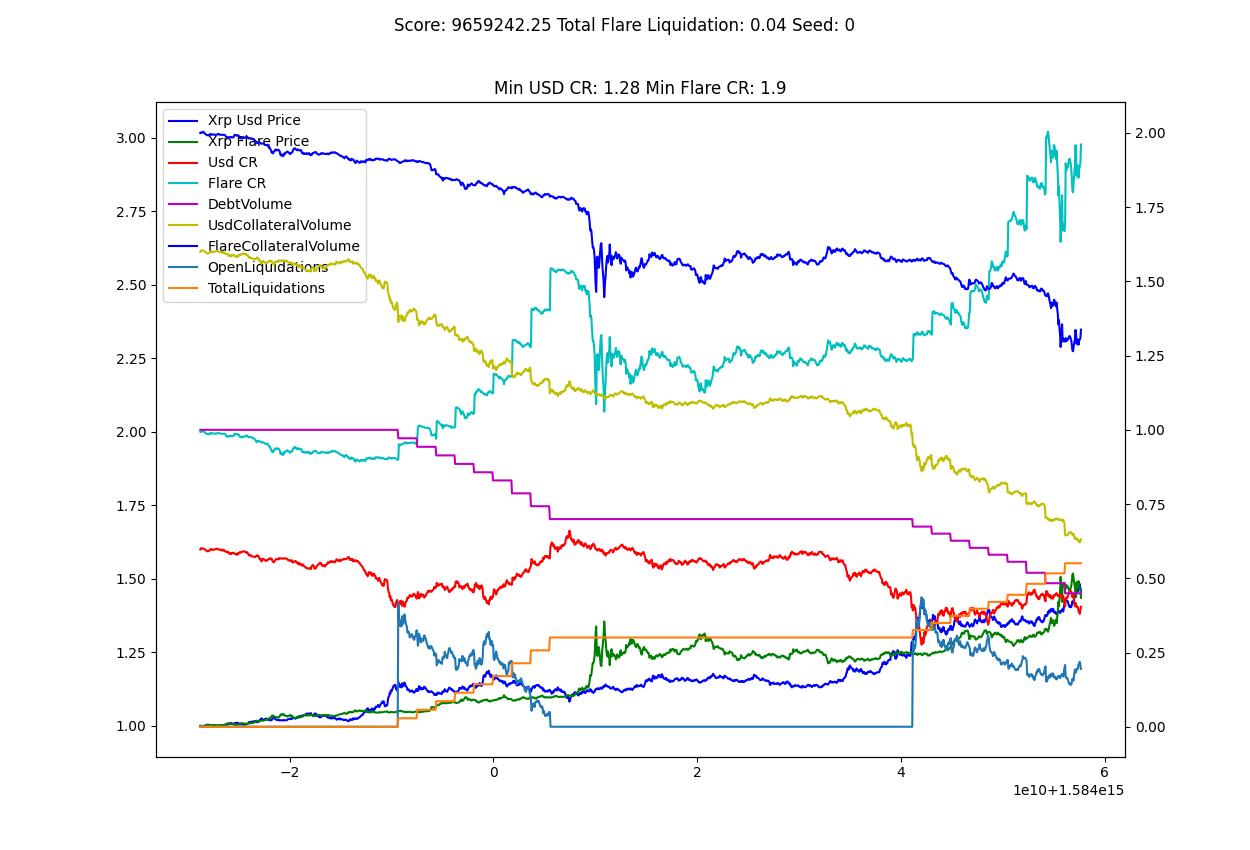 Score: 9659242.25 Total Flare Liquidation: 0.04 Seed: 0
Min USD CR: 1.28 Min Flare CR: 1.9
Xrp Usd Price
Xrp Flare Price
Usd CR
Flare CR
DebtVolume
UsdCollateralVolume
FlareCollateralVolume
OpenLiquidations
TotalLiquidations
3.00
2.75
2.50
2.25
2.00
1.75
1.50
1.25
1.00
2.00
1.75
1.50
1.25
1.00
0.75
0.50
0.25
0.00
−2 0 2 4 6
1e10+1.584e15